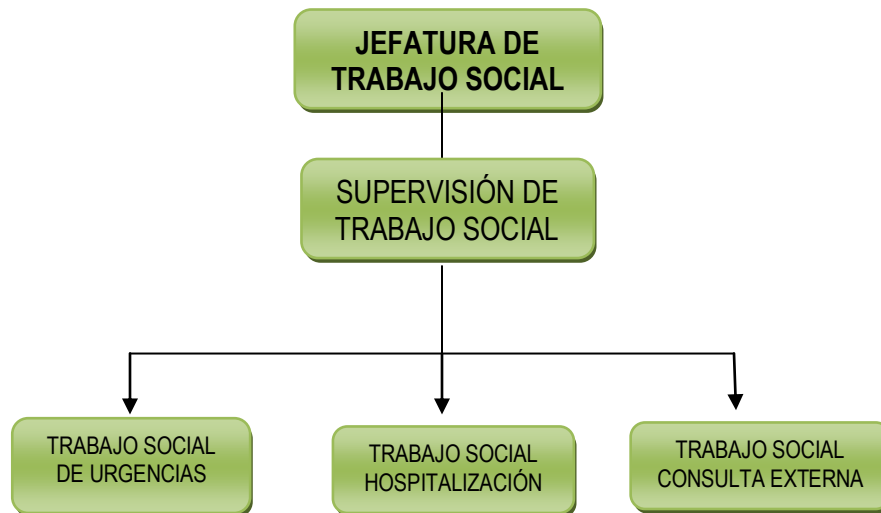 JEFATURA DE
TRABAJO SOCIAL
SUPERVISIÓN DE
TRABAJO SOCIAL
TRABAJO SOCIAL
DE URGENCIAS
TRABAJO SOCIAL
HOSPITALIZACIÓN
TRABAJO SOCIAL
CONSULTA EXTERNA